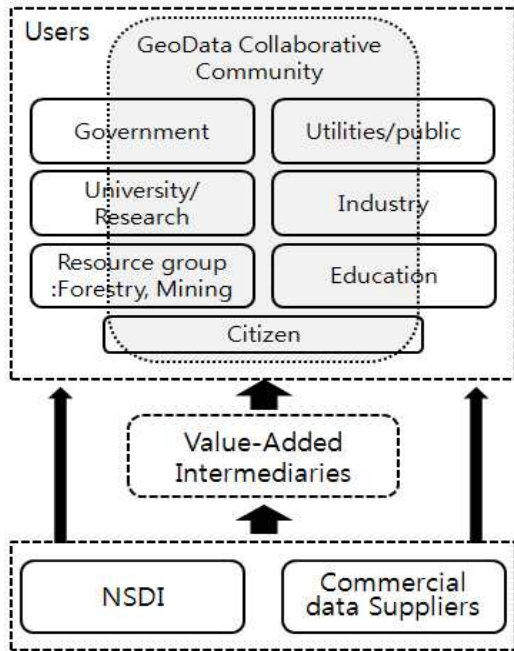 Users
GeoData Collaborative
Community
Government
Utilities/public
University/
Research
Industry
Resource group
:Forestry, Mining
Education
Citizen
Value-Added
Intermediaries
NSDI
Commercial
data Suppliers